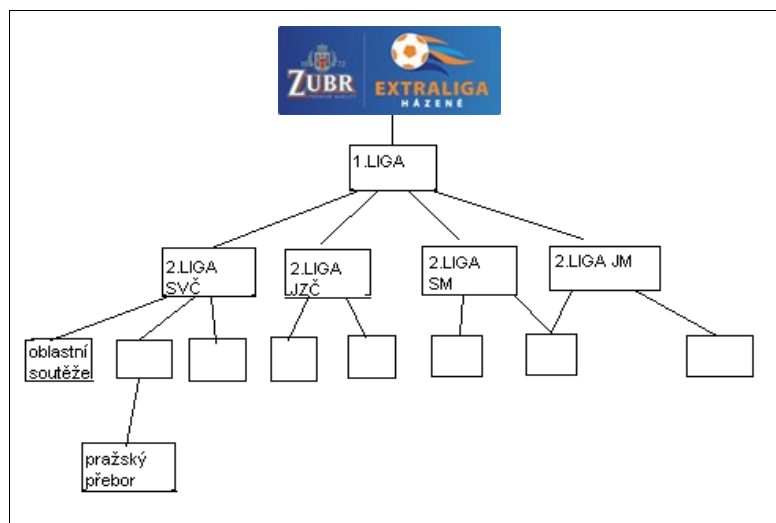 ZUBR
PREMIUM QUALITY
EXTRALIGA
HÁZENÉ
1.LIGA
2.LIGA
SVČ
2.LIGA
JZČ
2.LIGA
SM
2.LIGA JM
oblastní
soutěže
pražský
přebor